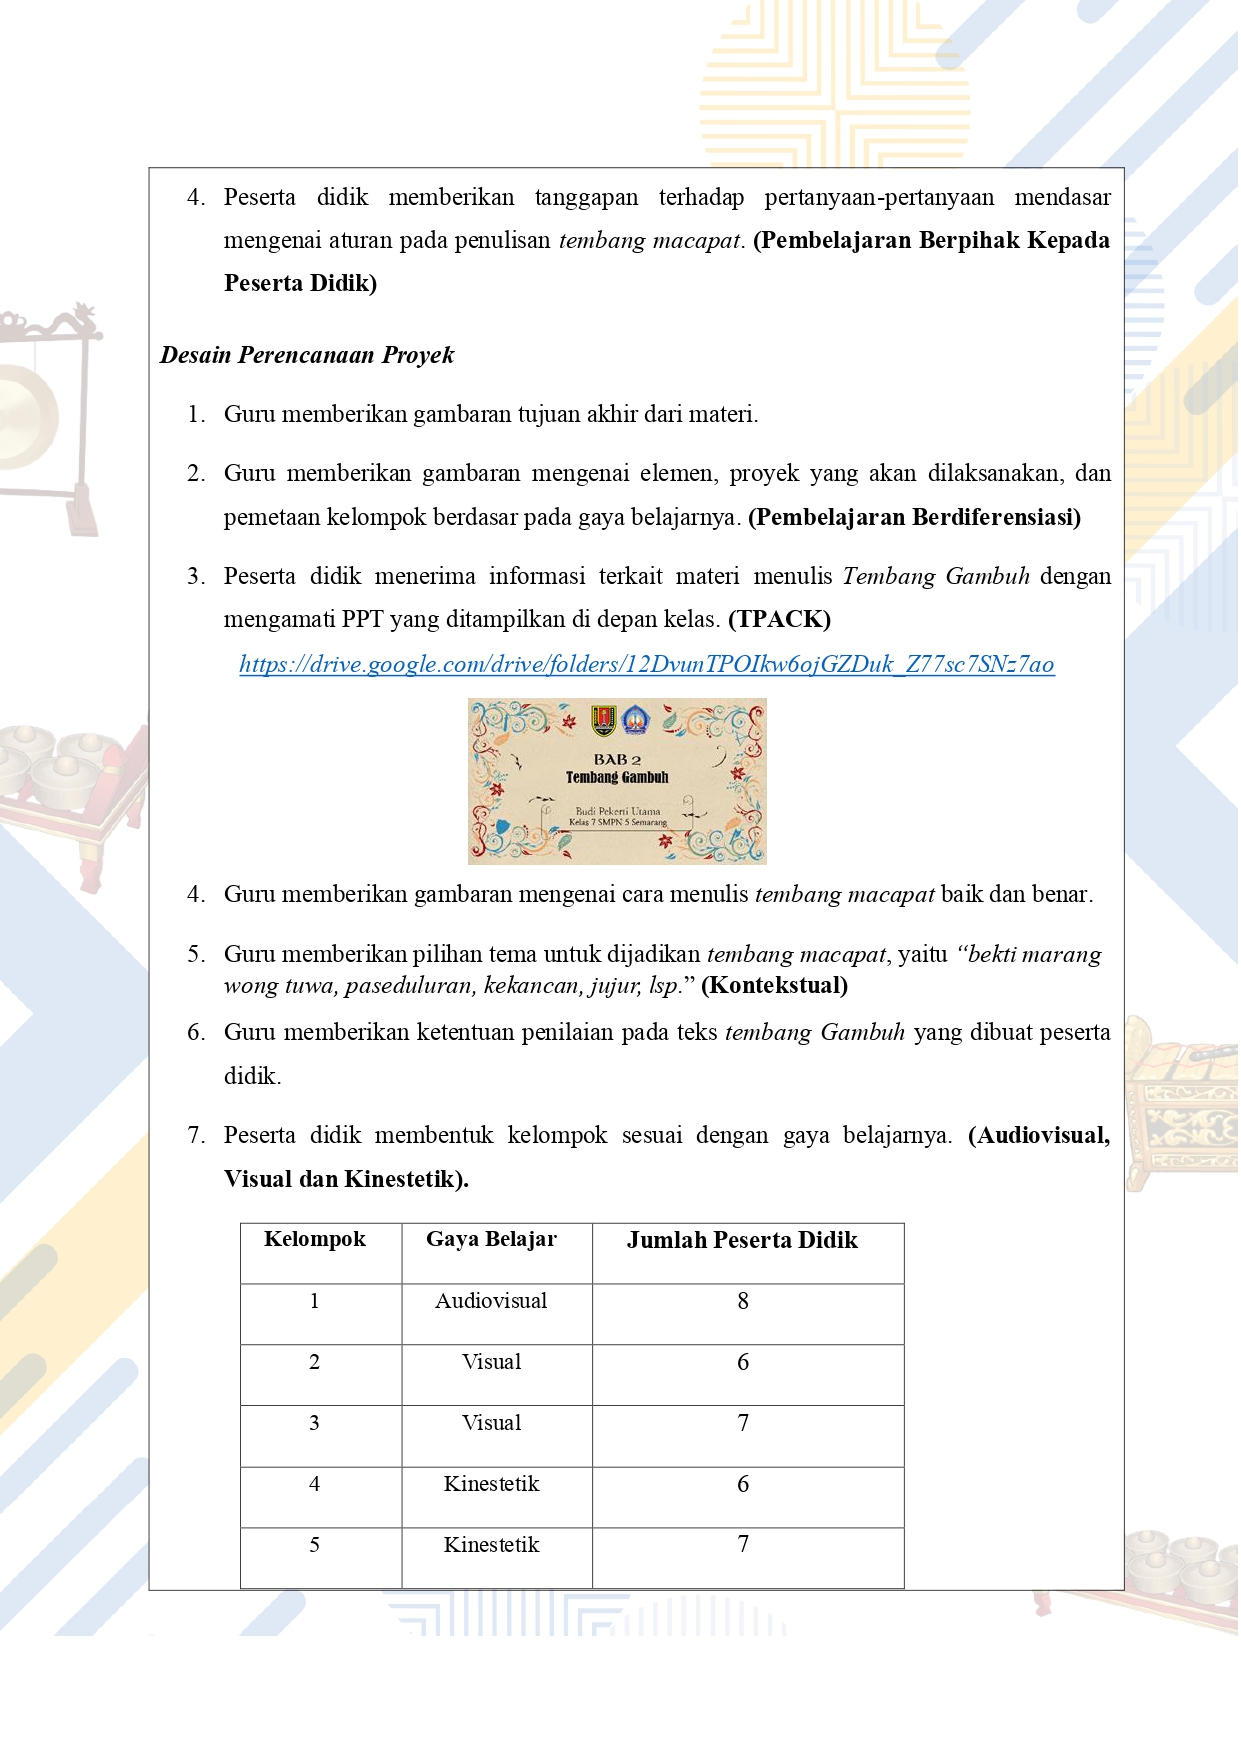 4. Peserta didik memberikan tanggapan terhadap pertanyaan-pertanyaan mendasar
mengenai aturan pada penulisan tembang macapat. (Pembelajaran Berpihak Kepada
Peserta Didik)
Desain Perencanaan Proyek
1. Guru memberikan gambaran tujuan akhir dari materi.
2. Guru memberikan gambaran mengenai elemen, proyek yang akan dilaksanakan, dan
pemetaan kelompok berdasar pada gaya belajarnya. (Pembelajaran Berdiferensiasi)
3. Peserta didik menerima informasi terkait materi menulis Tembang Gambuh dengan
mengamati PPT yang ditampilkan di depan kelas. (TPACK)
https://drive.google.com/drive/folders/12DvunTPOIkw6ojGZDuk_Z77sc7SNz7ao
BAB 2
Tembang Gambuh
Budi Pekerti Utama
Kelas 7 SMPN 5 Semarang
4. Guru memberikan gambaran mengenai cara menulis tembang macapat baik dan benar.
5. Guru memberikan pilihan tema untuk dijadikan tembang macapat, yaitu “bekti marang
wong tuwa, paseduluran, kekancan, jujur, lsp.” (Kontekstual)
6. Guru memberikan ketentuan penilaian pada teks tembang Gambuh yang dibuat peserta
didik.
7. Peserta didik membentuk kelompok sesuai dengan gaya belajarnya. (Audiovisual,
Visual dan Kinestetik).
Kelompok Gaya Belajar Jumlah Peserta Didik
1 Audiovisual 8
2 Visual 6
3 Visual 7
4 Kinestetik 6
5 Kinestetik 7